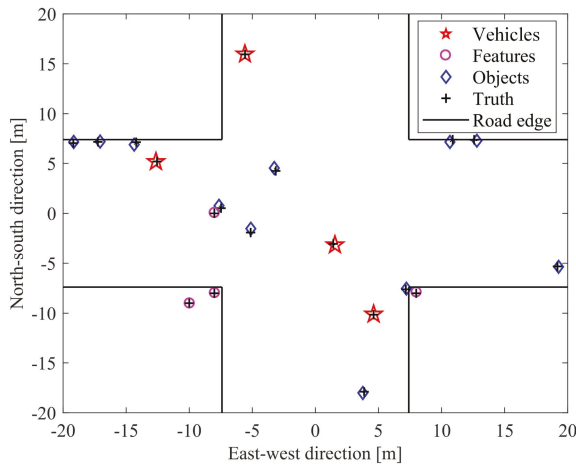 20
15
10
5
0
-5
-10
-15
-20
North-south direction [m]
Vehicles
Features
Objects
Truth
Road edge
-20 -15 -10 -5 0 5 10 15 20
East-west direction [m]